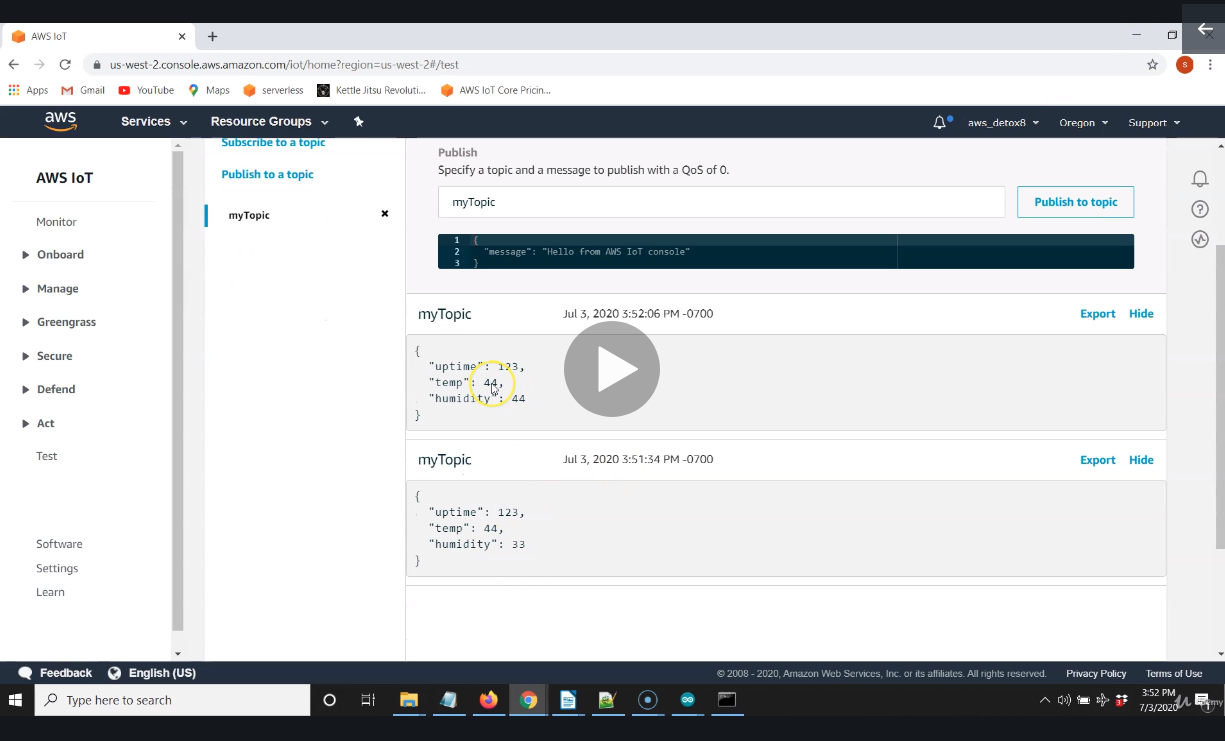 AWS IoT
us-west-2.console.aws.amazon.com/iot/home?region=us-west-2#/test
S
Apps Gmail YouTube Maps serverless Kettle Jitsu Revoluti... AWS IoT Core Pricin...
aws Services Resource Groups aws_detox8 Oregon Support
AWS IoT
Monitor
Onboard
Manage
Greengrass
Secure
Defend
Act
Test
Software
Settings
Learn
Subscribe to a topic
Publish to a topic
myTopic
Publish
Specify a topic and a message to publish with a QoS of 0.
myTopic Publish to topic
1 {
2 "message": "Hello from AWS IoT console"
3 }
myTopic Jul 3, 2020 3:52:06 PM -0700 Export Hide
{
"uptime": 123,
"temp": 44,
"humidity": 44
}
myTopic Jul 3, 2020 3:51:34 PM -0700 Export Hide
{
"uptime": 123,
"temp": 44,
"humidity": 33
}
Feedback English (US) © 2008 - 2020, Amazon Web Services, Inc. or its affiliates. All rights reserved. Privacy Policy Terms of Use
Type here to search
3:52 PM
7/3/2020